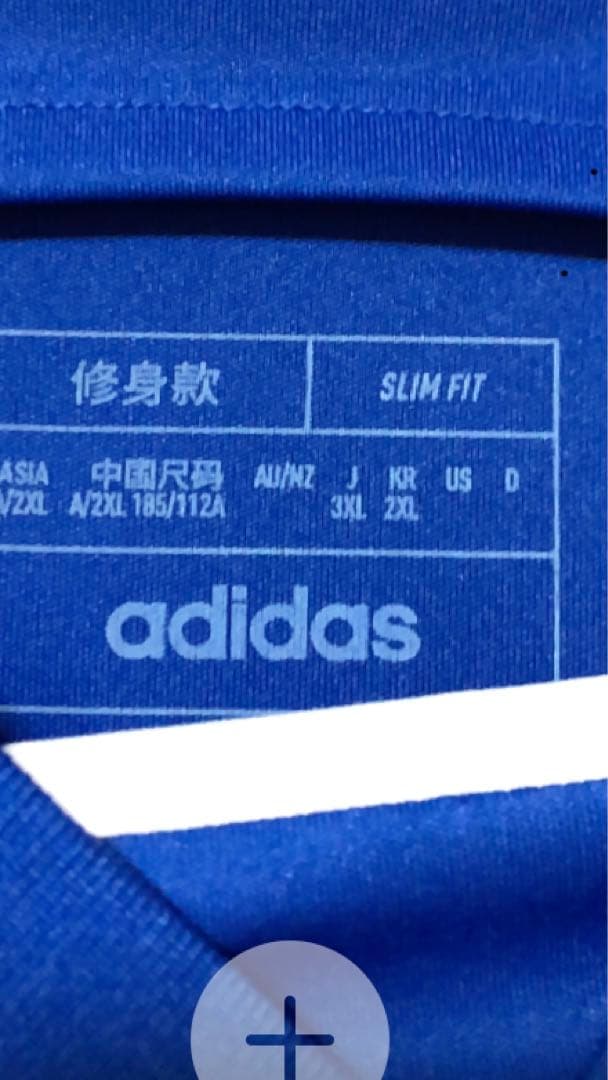 修身款 SLIM FIT
ASIA 中國尺码 AU/NZ J KR US D
A/2XL A/2XL 185/112A 3XL 2XL
adidas